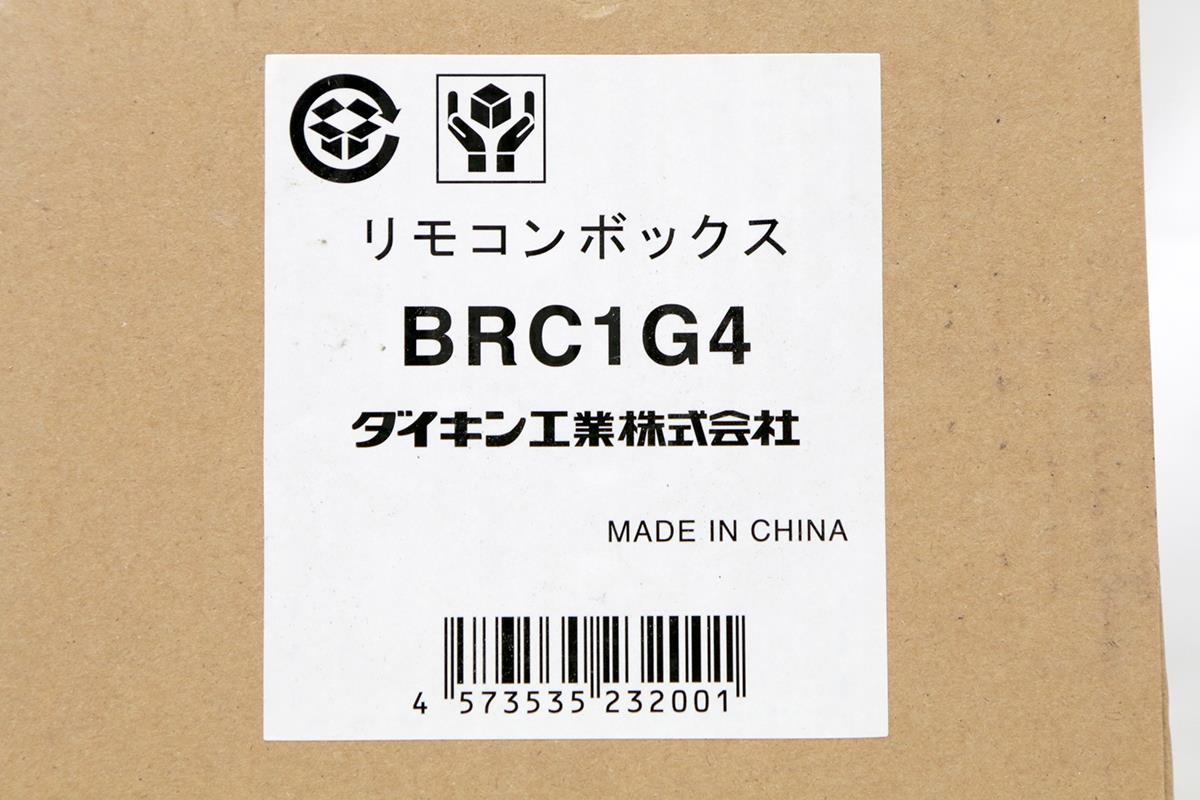 リモコンボックス
BRC1G4
ダイキン工業株式会社
MADE IN CHINA
4 573535 232001